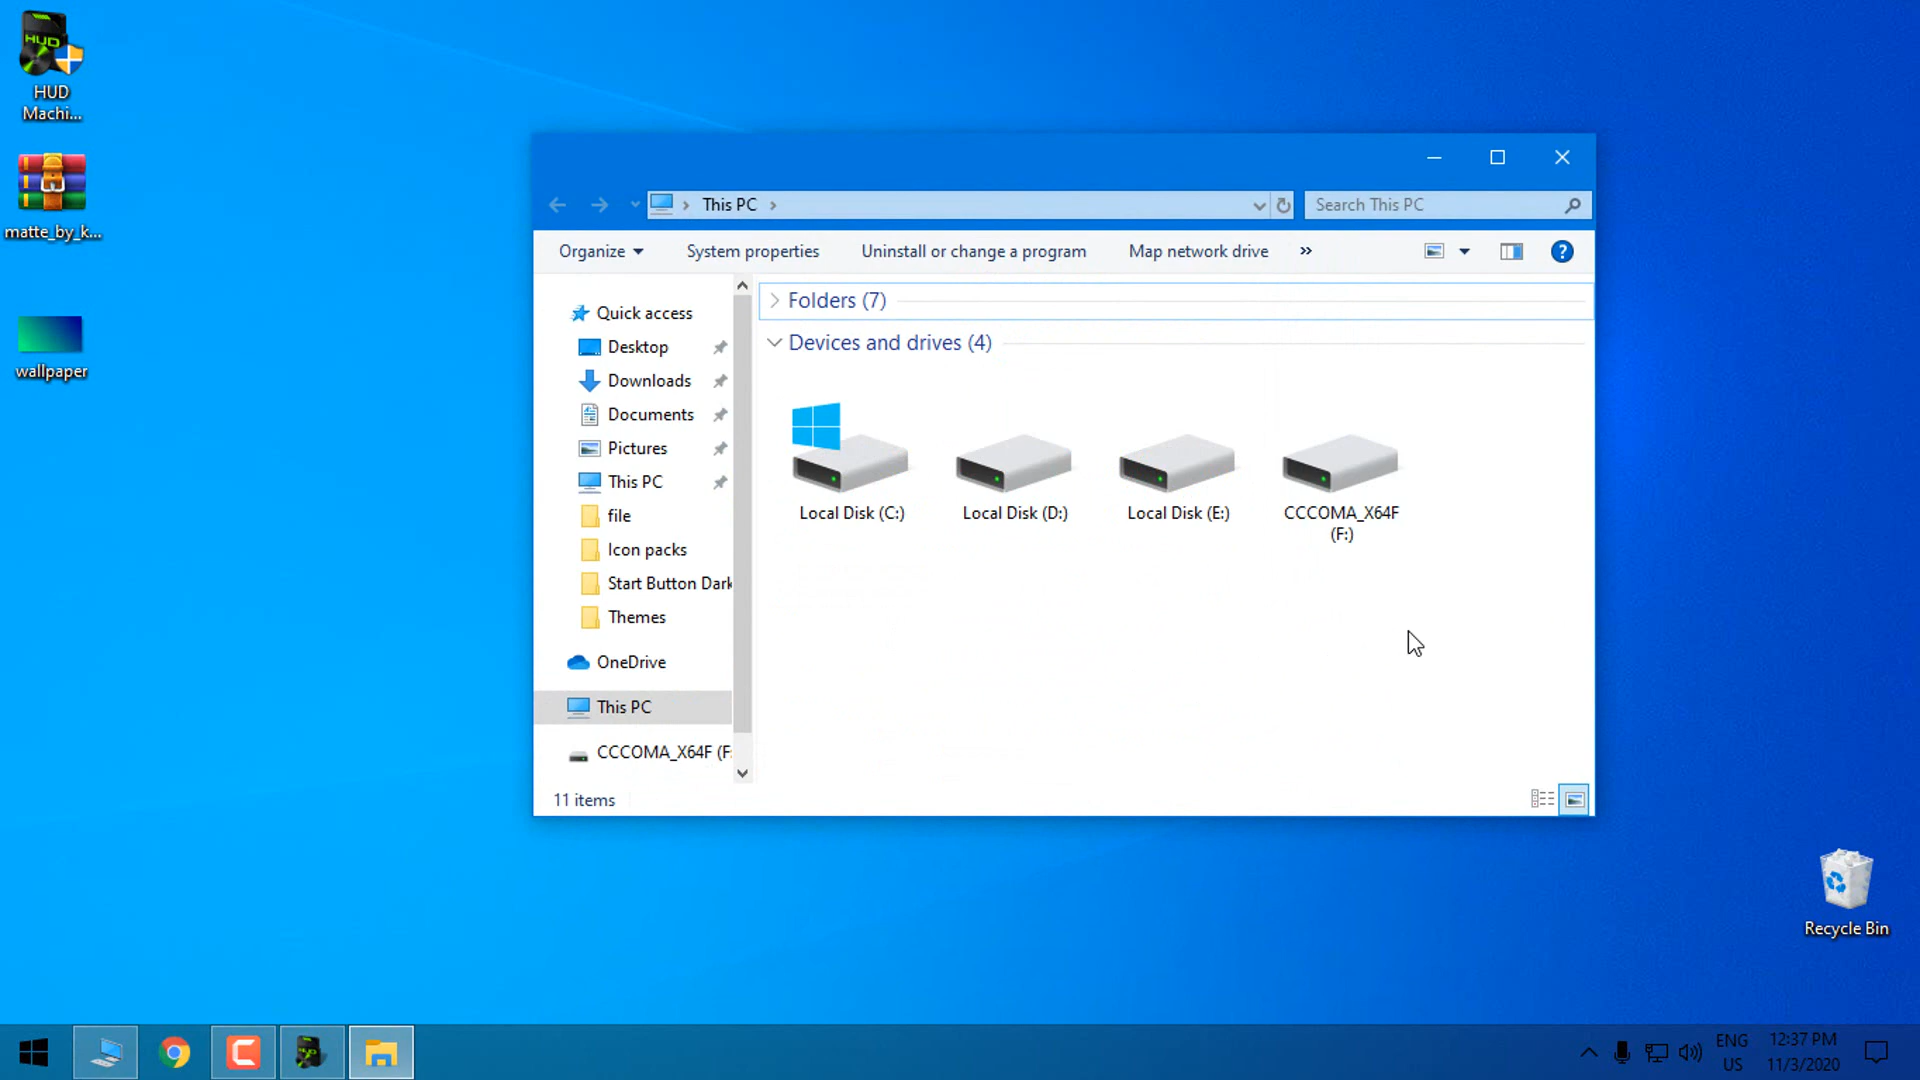 HUD
HUD
Machi...
matte_by_k...
wallpaper
This PC
Search This PC
Organize
System properties
Uninstall or change a program
Map network drive
»
?
Quick access
Desktop
Downloads
Documents
Pictures
This PC
file
Icon packs
Start Button Dark
Themes
OneDrive
This PC
CCCOMA_X64F (F:
Folders (7)
Devices and drives (4)
Local Disk (C:)
Local Disk (D:)
Local Disk (E:)
CCCOMA_X64F
(F:)
11 items
Recycle Bin
ENG
US
12:37 PM
11/3/2020